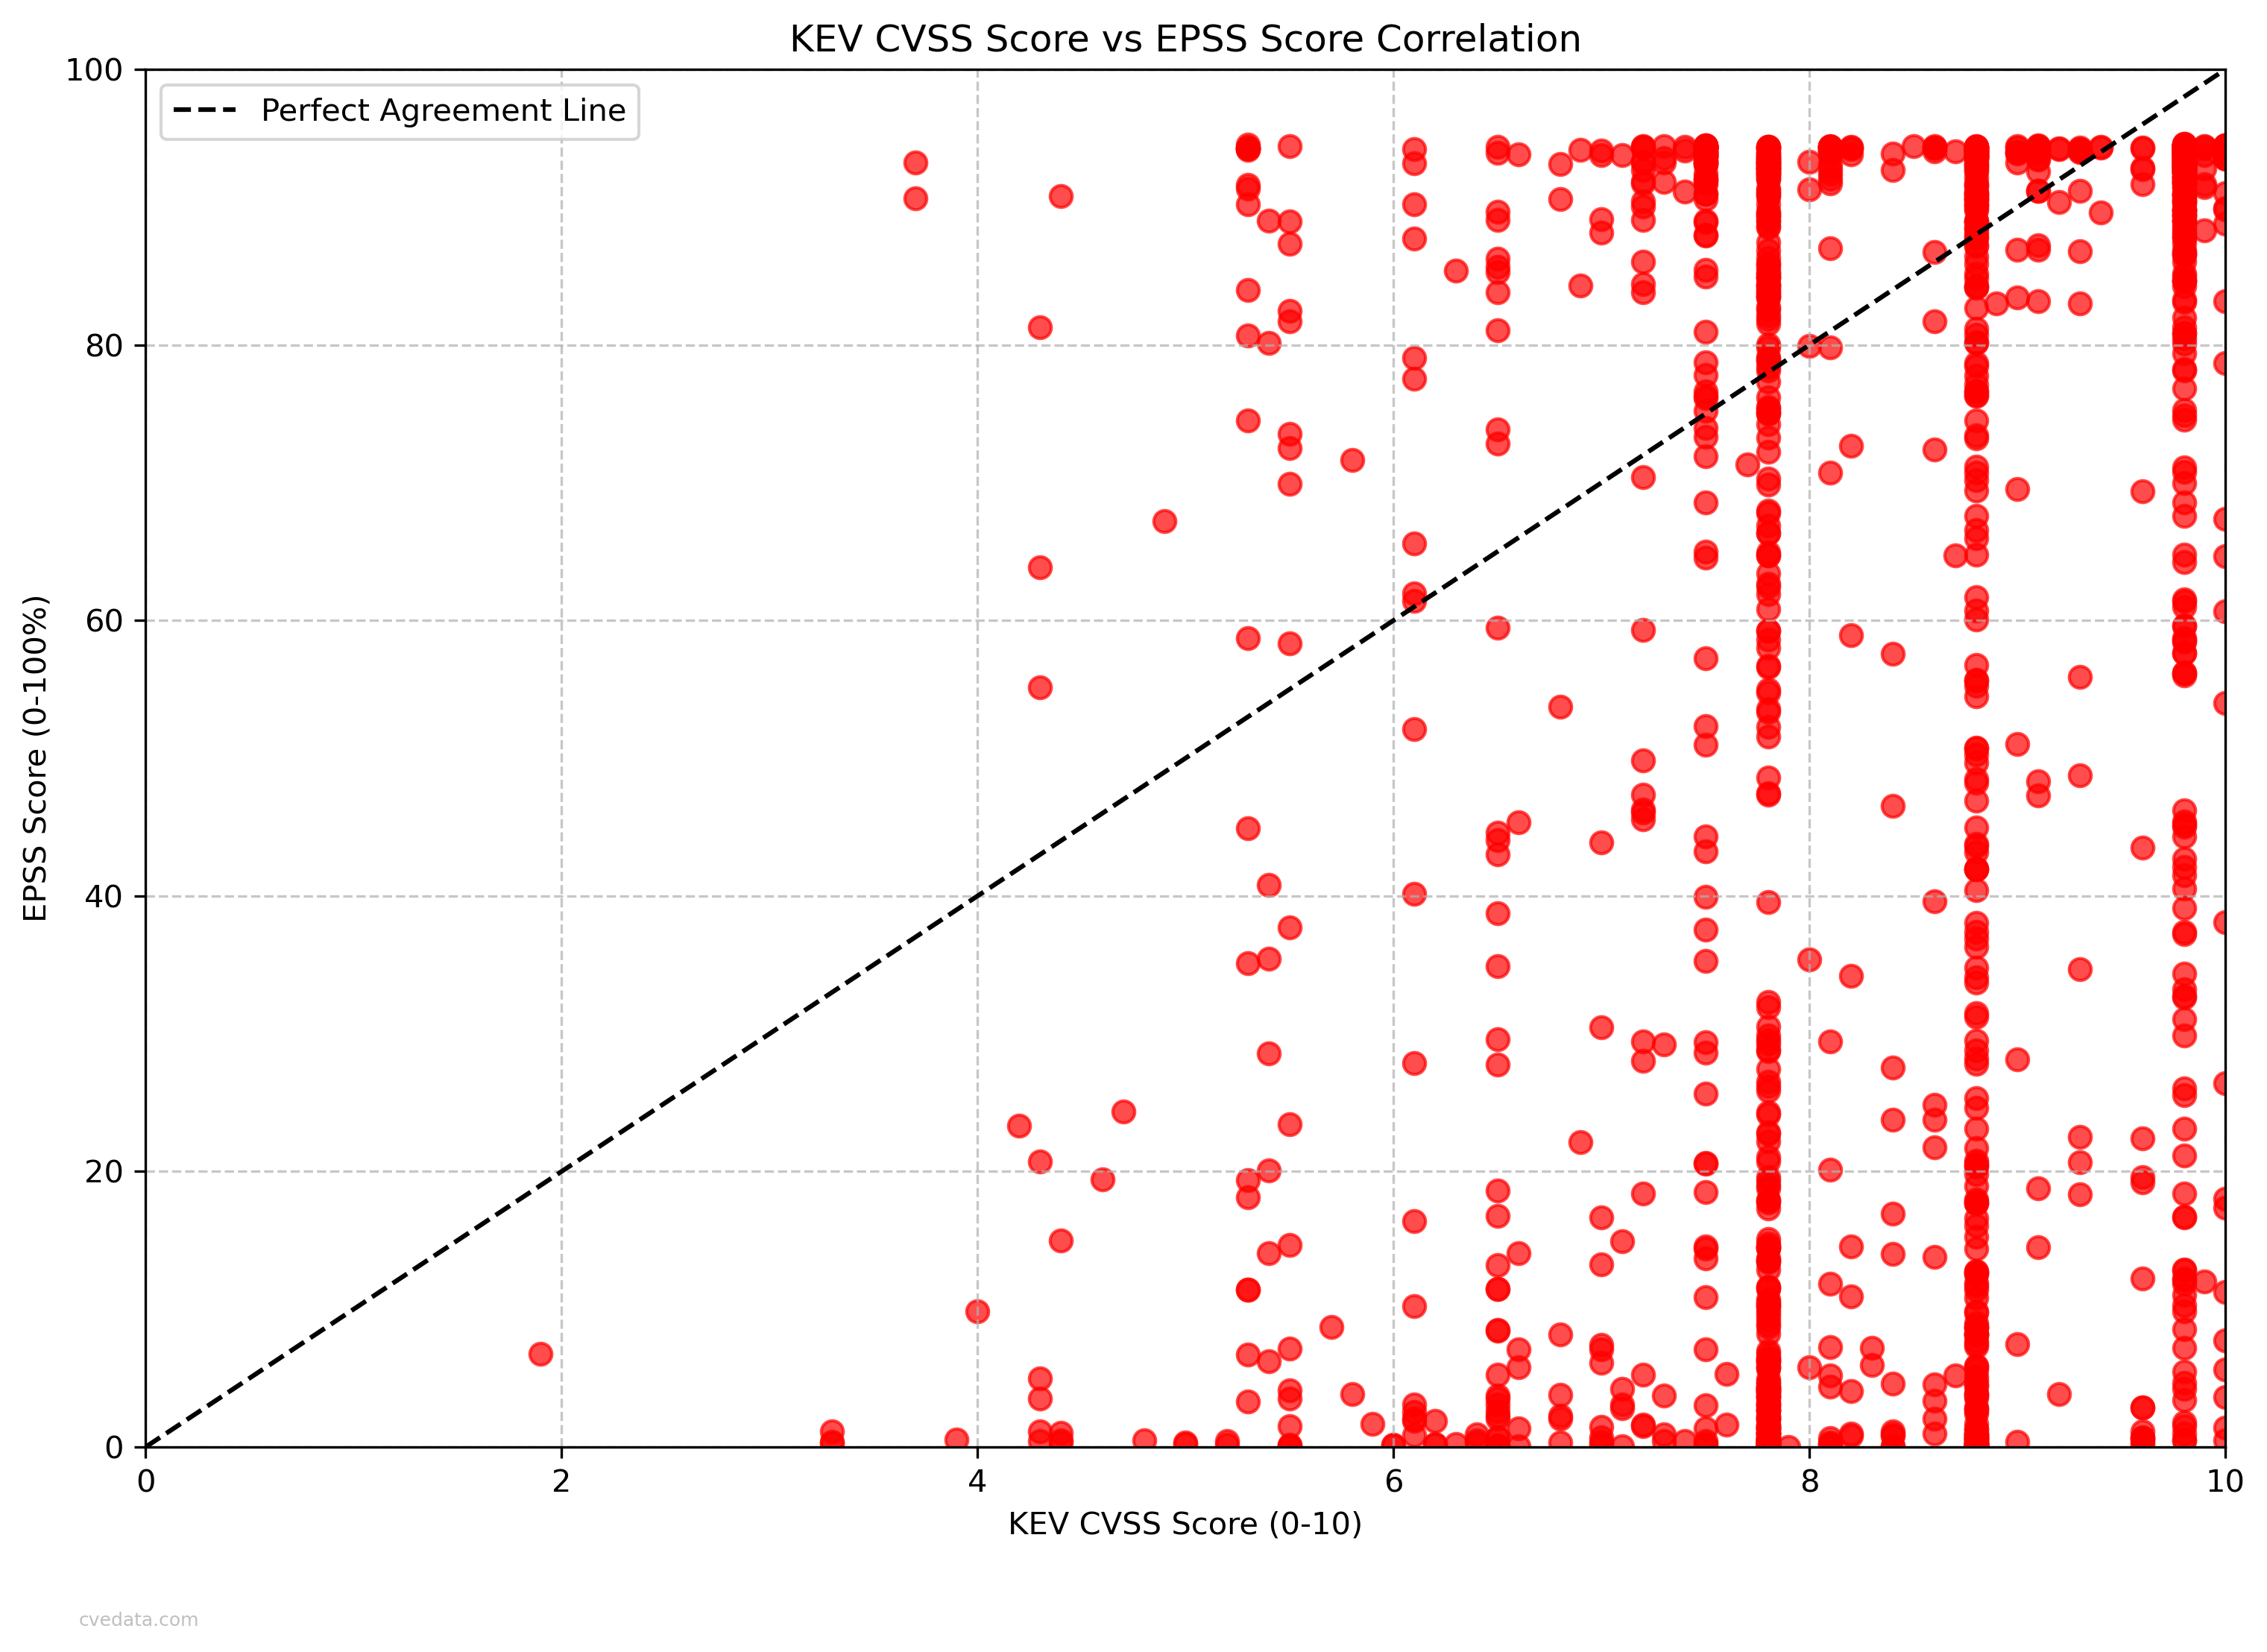 KEV CVSS Score vs EPSS Score Correlation
Perfect Agreement Line
EPSS Score (0-100%)
100
80
60
40
20
0
0 2 4 6 8 10
KEV CVSS Score (0-10)
cvedata.com